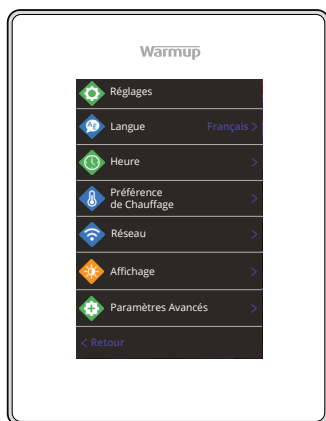 Warmup
Réglages
Langue Français >
Heure >
Préférence
de Chauffage >
Réseau >
Affichage >
Paramètres Avancés >
< Retour